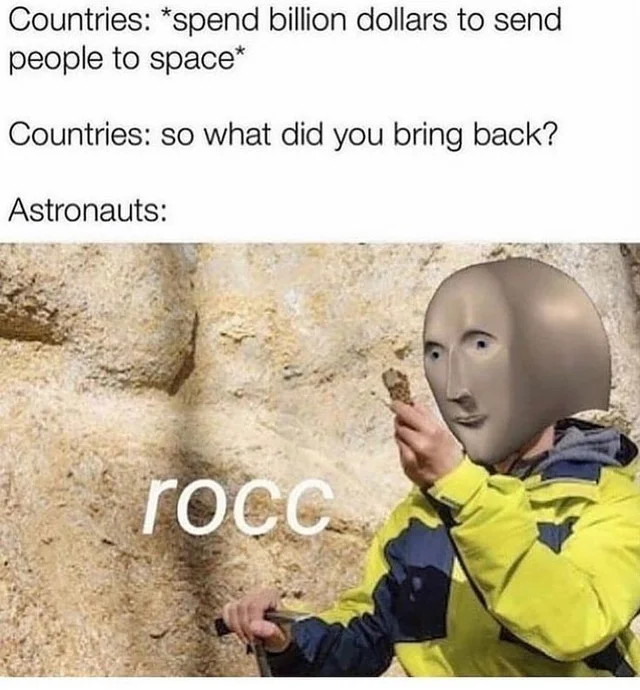 Countries: *spend billion dollars to send
people to space*
Countries: so what did you bring back?
Astronauts:
rocc